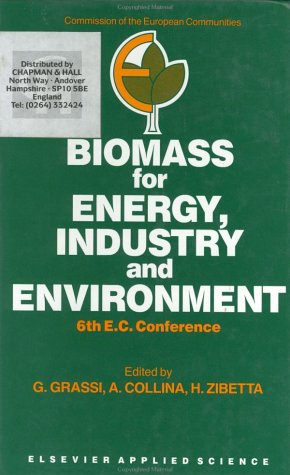 Commission of the European Communities
Distributed by
CHAPMAN & HALL
North Way · Andover
Hampshire · SP10 5BE
England
Tel: (0264) 332424
BIOMASS
for
ENERGY,
INDUSTRY
and
ENVIRONMENT
6th E.C. Conference
Edited by
G. GRASSI, A. COLLINA, H. ZIBETTA
ELSEVIER APPLIED SCIENCE